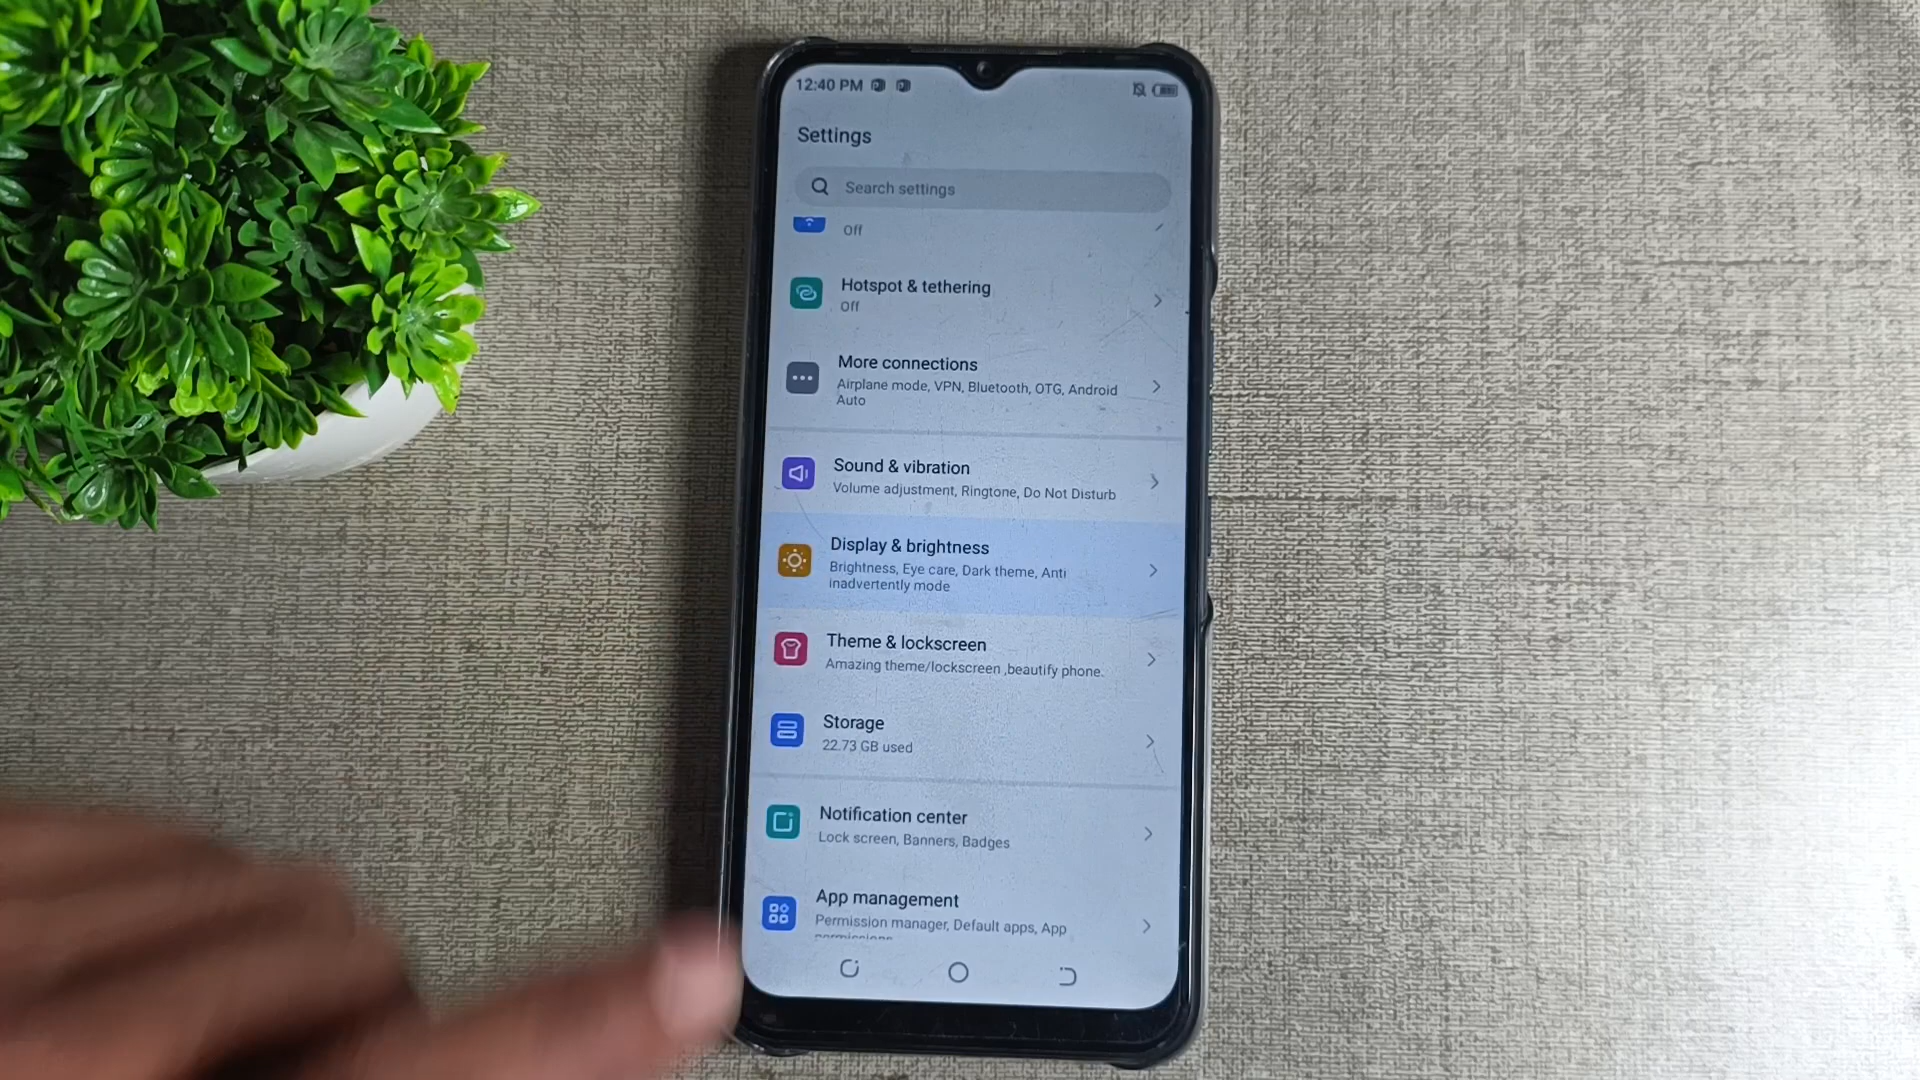 12:40 PM
Settings
Search settings
Off
Hotspot & tethering
Off
More connections
Airplane mode, VPN, Bluetooth, OTG, Android
Auto
Sound & vibration
Volume adjustment, Ringtone, Do Not Disturb
Display & brightness
Brightness, Eye care, Dark theme, Anti
inadvertently mode
Theme & lockscreen
Amazing theme/lockscreen ,beautify phone.
Storage
22.73 GB used
Notification center
Lock screen, Banners, Badges
App management
Permission manager, Default apps, App